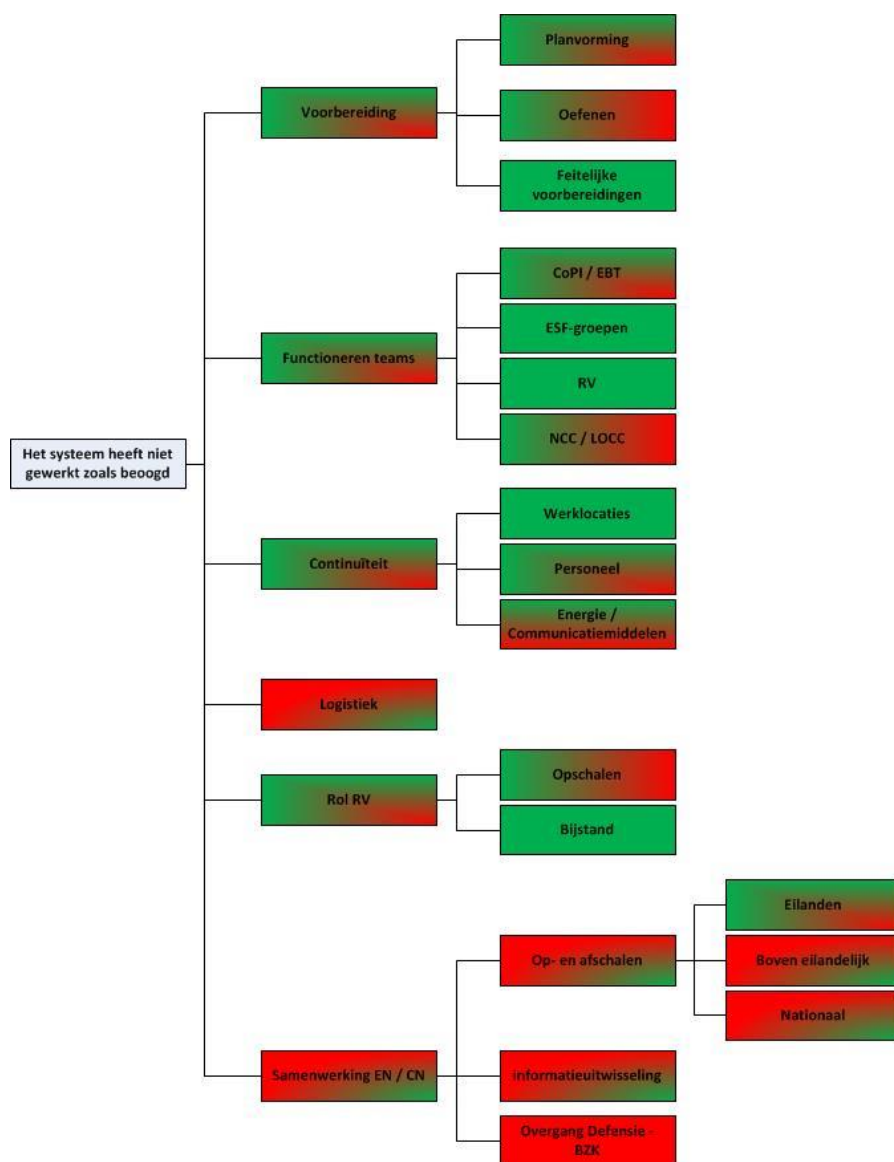 Het systeem heeft niet
gewerkt zoals beoogd
Voorbereiding
Planvorming
Oefenen
Feitelijke
voorbereidingen
Functioneren teams
CoPI / EBT
ESF-groepen
RV
NCC / LOCC
Continuïteit
Werklocaties
Personeel
Energie /
Communicatiemiddelen
Logistiek
Rol RV
Opschalen
Bijstand
Samenwerking EN / CN
Op- en afschalen
Eilanden
Boven eilandelijk
Nationaal
informatieuitwisseling
Overgang Defensie -
BZK